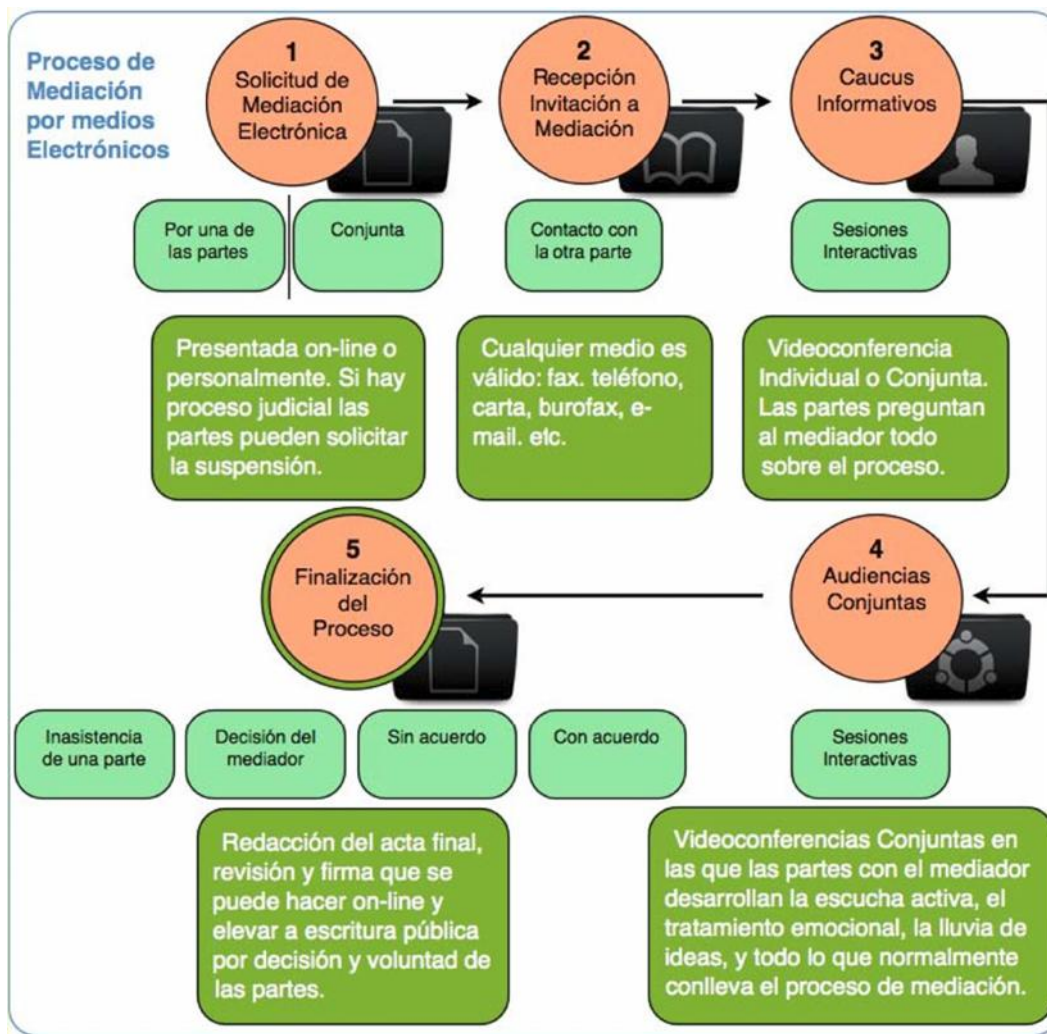 Proceso de
Mediación
por medios
Electrónicos
1
Solicitud de
Mediación
Electrónica
2
Recepción
Invitación a
Mediación
3
Caucus
Informativos
Por una de
las partes
Conjunta
Contacto con
la otra parte
Sesiones
Interactivas
Presentada on-line o
personalmente. Si hay
proceso judicial las
partes pueden solicitar
la suspensión.
Cualquier medio es
válido: fax. teléfono,
carta, burofax, e-
mail. etc.
Videoconferencia
Individual o Conjunta.
Las partes preguntan
al mediador todo
sobre el proceso.
5
Finalización
del
Proceso
4
Audiencias
Conjuntas
Inasistencia
de una parte
Decisión del
mediador
Sin acuerdo
Con acuerdo
Sesiones
Interactivas
Redacción del acta final,
revisión y firma que se
puede hacer on-line y
elevar a escritura pública
por decisión y voluntad de
las partes.
Videoconferencias Conjuntas en
las que las partes con el mediador
desarrollan la escucha activa, el
tratamiento emocional, la lluvia de
ideas, y todo lo que normalmente
conlleva el proceso de mediación.